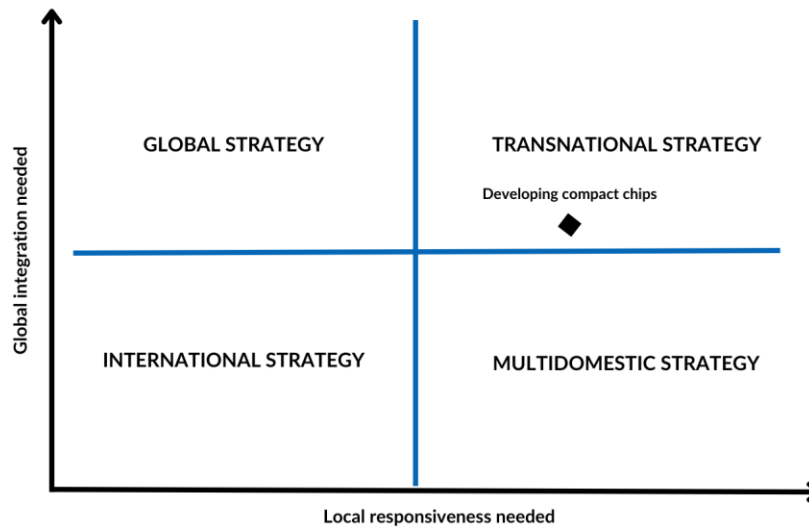 GLOBAL STRATEGY
TRANSNATIONAL STRATEGY
Developing compact chips
Global integration needed
INTERNATIONAL STRATEGY
MULTIDOMESTIC STRATEGY
Local responsiveness needed